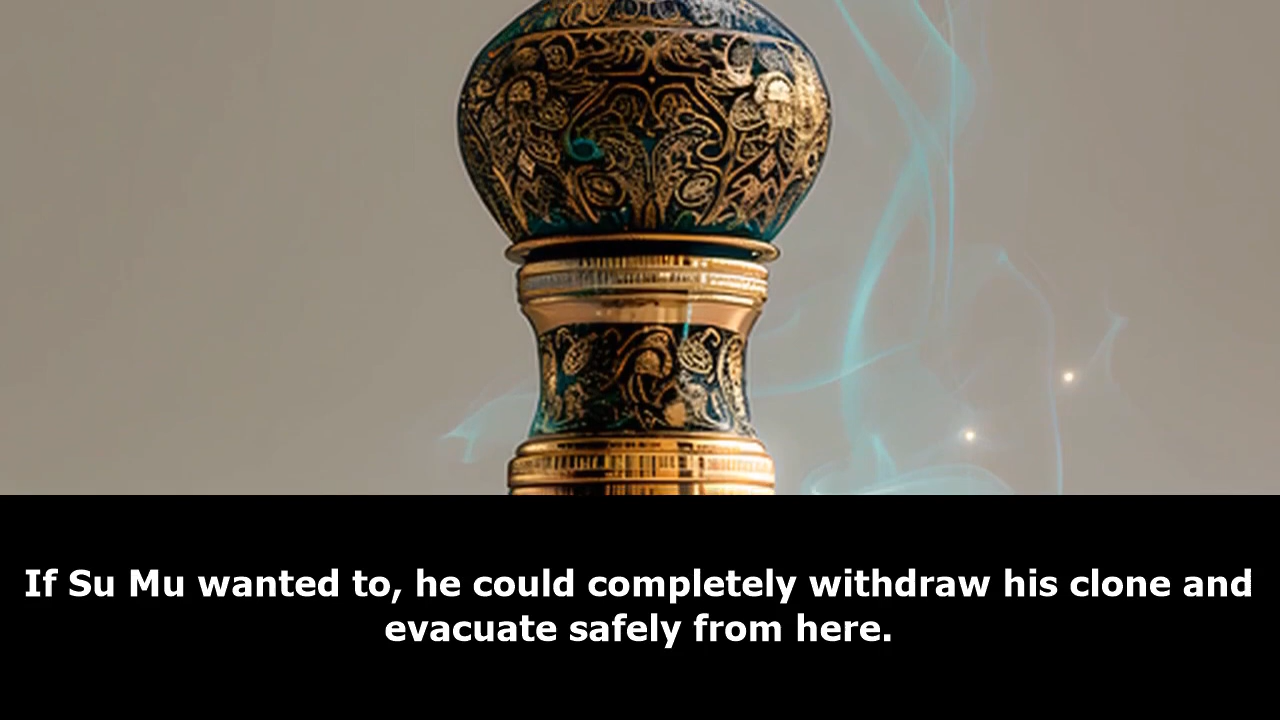 If Su Mu wanted to, he could completely withdraw his clone and
evacuate safely from here.